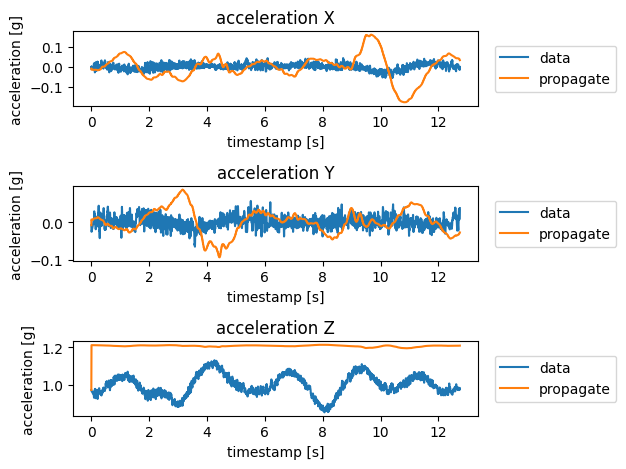 acceleration X
acceleration [g]
0.1
0.0
−0.1
0 2 4 6 8 10 12
timestamp [s]
data
propagate
acceleration Y
acceleration [g]
0.0
−0.1
0 2 4 6 8 10 12
timestamp [s]
data
propagate
acceleration Z
acceleration [g]
1.2
1.0
0 2 4 6 8 10 12
timestamp [s]
data
propagate